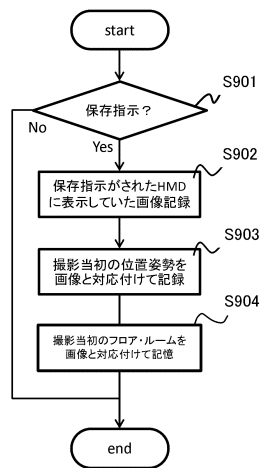 start
S901
保存指示？
No
Yes
S902
保存指示がされたHMD
に表示していた画像記録
S903
撮影当初の位置姿勢を
画像と対応付けて記録
S904
撮影当初のフロア・ルームを
画像と対応付けて記憶
end